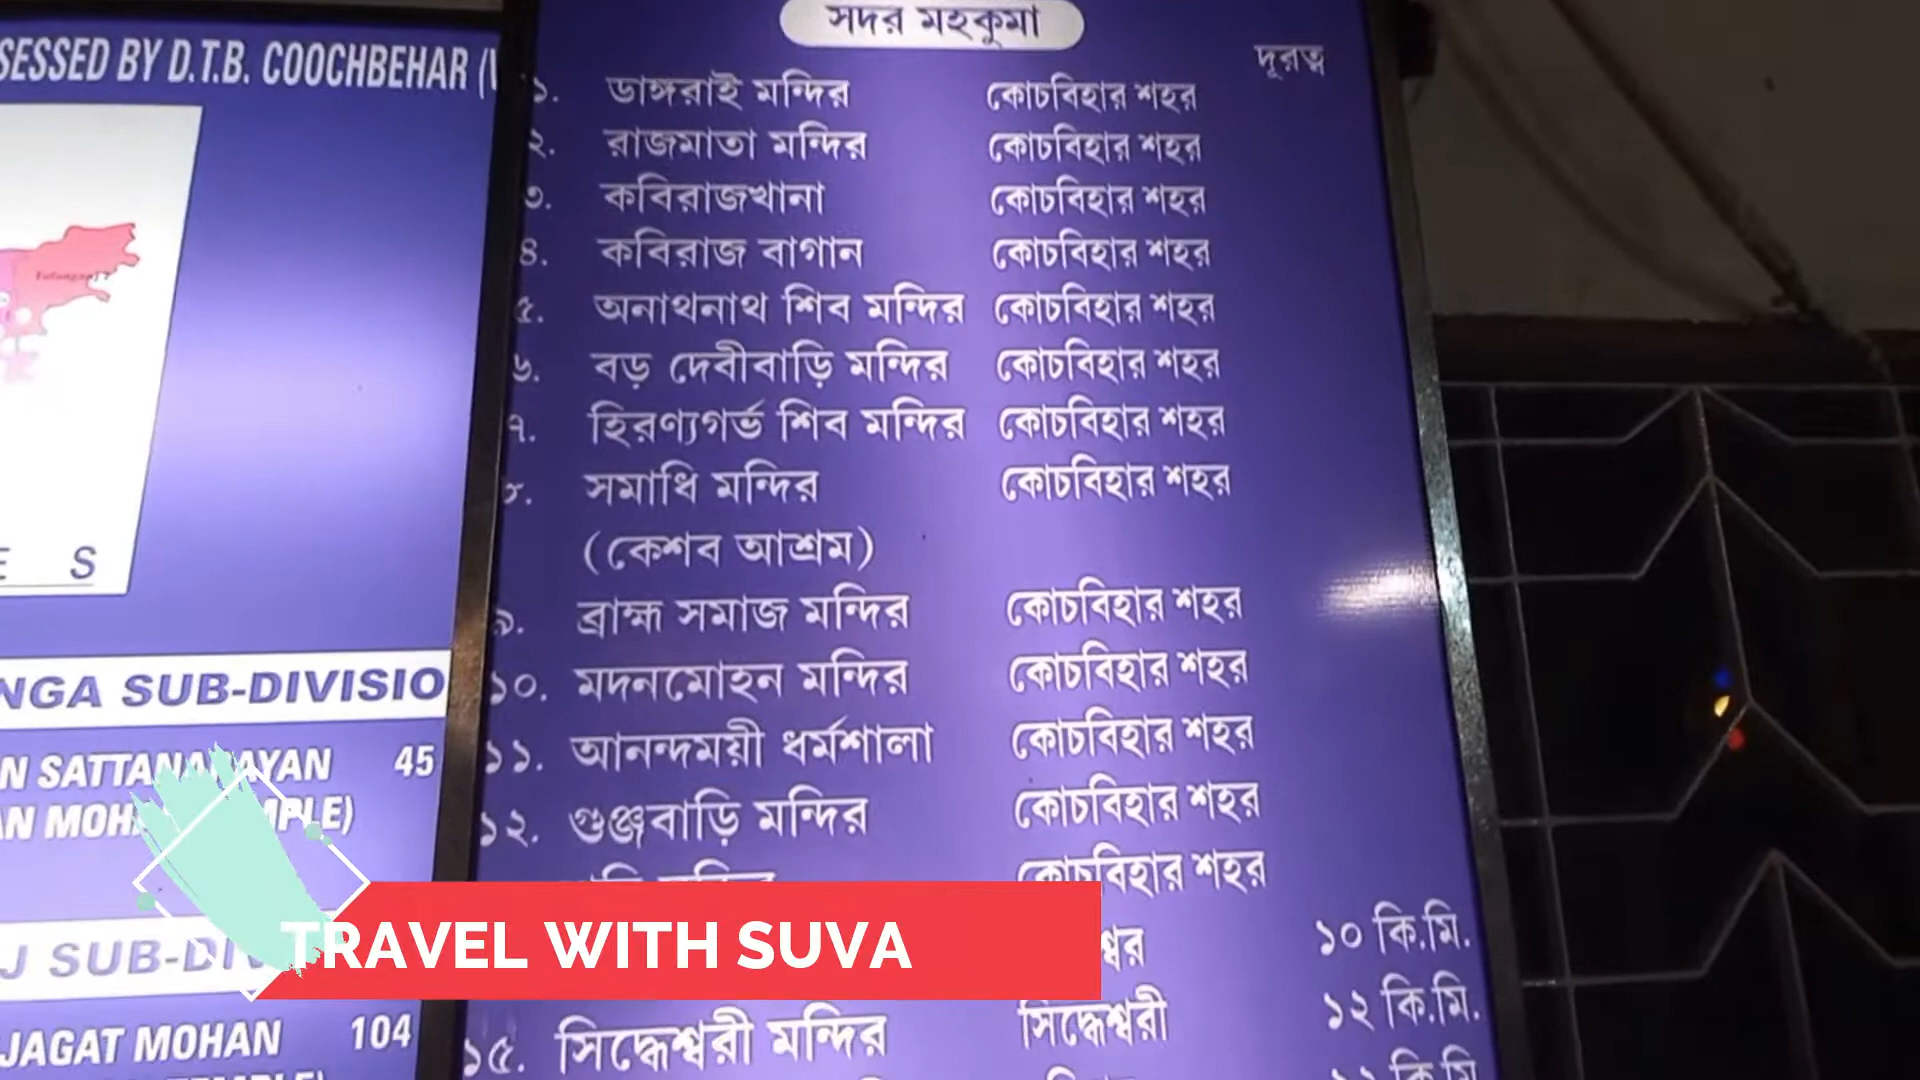 SESSED BY D.T.B. COOCHBEHAR
E S
NGA SUB-DIVISIO
N SATTANARAYAN 45
AN MOH MPLE)
J SUB-DIV
JAGAT MOHAN 104
সদর মহকুমা
দূরত্ব
১. ডাঙ্গরাই মন্দির কোচবিহার শহর
২. রাজমাতা মন্দির কোচবিহার শহর
৩. কবিরাজখানা কোচবিহার শহর
৪. কবিরাজ বাগান কোচবিহার শহর
৫. অনাথনাথ শিব মন্দির কোচবিহার শহর
৬. বড় দেবীবাড়ি মন্দির কোচবিহার শহর
৭. হিরণ্যগর্ভ শিব মন্দির কোচবিহার শহর
৮. সমাধি মন্দির কোচবিহার শহর
(কেশব আশ্রম)
৯. ব্রাহ্ম সমাজ মন্দির কোচবিহার শহর
১০. মদনমোহন মন্দির কোচবিহার শহর
১১. আনন্দময়ী ধর্মশালা কোচবিহার শহর
১২. গুঞ্জবাড়ি মন্দির কোচবিহার শহর
কোচবিহার শহর
শ্বর ১০ কি.মি.
১৫. সিদ্ধেশ্বরী মন্দির সিদ্ধেশ্বরী ১২ কি.মি.
TRAVEL WITH SUVA